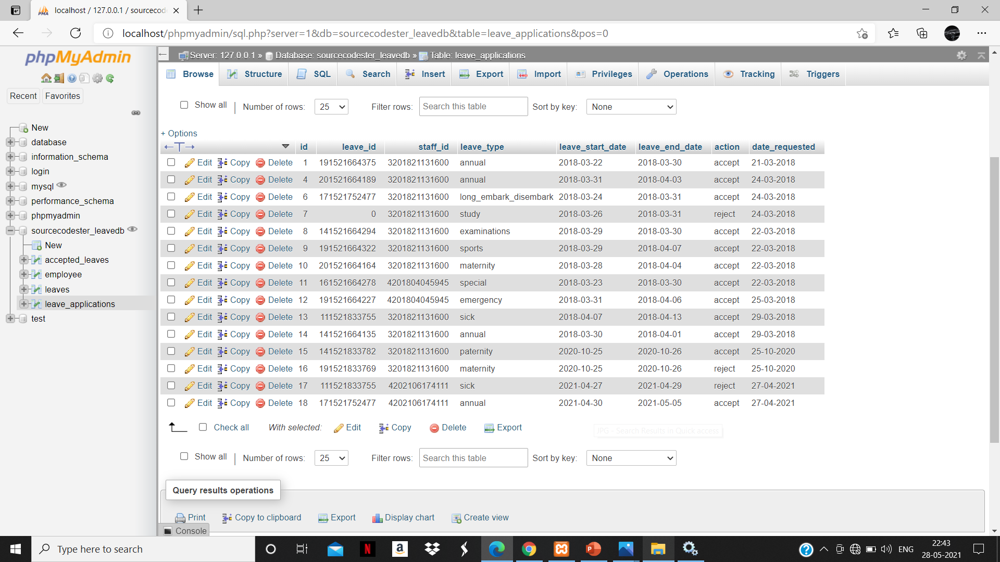 localhost / 127.0.0.1 / sourcecod
localhost/phpmyadmin/sql.php?server=1&db=sourcecodester_leavedb&table=leave_applications&pos=0
phpMyAdmin
Recent Favorites
New
database
information_schema
login
mysql
performance_schema
phpmyadmin
sourcecodester_leavedb
New
accepted_leaves
employee
leaves
leave_applications
test
Server: 127.0.0.1 » Database: sourcecodester_leavedb » Table: leave_applications
Browse Structure SQL Search Insert Export Import Privileges Operations Tracking Triggers
Show all | Number of rows: 25 Filter rows: Search this table Sort by key: None
+ Options
id leave_id staff_id leave_type leave_start_date leave_end_date action date_requested
Edit Copy Delete 1 191521664375 3201821131600 annual 2018-03-22 2018-03-30 accept 21-03-2018
Edit Copy Delete 4 201521664189 3201821131600 annual 2018-03-31 2018-04-03 accept 24-03-2018
Edit Copy Delete 6 171521752477 3201821131600 long_embark_disembark 2018-03-24 2018-03-31 accept 24-03-2018
Edit Copy Delete 7 0 3201821131600 study 2018-03-26 2018-03-31 reject 24-03-2018
Edit Copy Delete 8 141521664294 3201821131600 examinations 2018-03-29 2018-03-30 accept 22-03-2018
Edit Copy Delete 9 191521664322 3201821131600 sports 2018-03-29 2018-04-07 accept 22-03-2018
Edit Copy Delete 10 201521664164 3201821131600 maternity 2018-03-28 2018-04-04 accept 22-03-2018
Edit Copy Delete 11 161521664278 4201804045945 special 2018-03-23 2018-03-30 accept 22-03-2018
Edit Copy Delete 12 191521664227 4201804045945 emergency 2018-03-31 2018-04-06 accept 25-03-2018
Edit Copy Delete 13 111521833755 3201821131600 sick 2018-04-07 2018-04-13 accept 29-03-2018
Edit Copy Delete 14 141521664135 3201821131600 annual 2018-03-30 2018-04-01 accept 29-03-2018
Edit Copy Delete 15 141521833782 3201821131600 paternity 2020-10-25 2020-10-26 accept 25-10-2020
Edit Copy Delete 16 191521833769 3201821131600 maternity 2020-10-25 2020-10-26 reject 25-10-2020
Edit Copy Delete 17 111521833755 4202106174111 sick 2021-04-27 2021-04-29 reject 27-04-2021
Edit Copy Delete 18 171521752477 4202106174111 annual 2021-04-30 2021-05-05 accept 27-04-2021
Check all With selected: Edit Copy Delete Export
JPG - Search Results in Quick access
Show all | Number of rows: 25 Filter rows: Search this table Sort by key: None
Query results operations
Print Copy to clipboard Export Display chart Create view
Console
Type here to search
ENG
22:43
28-05-2021